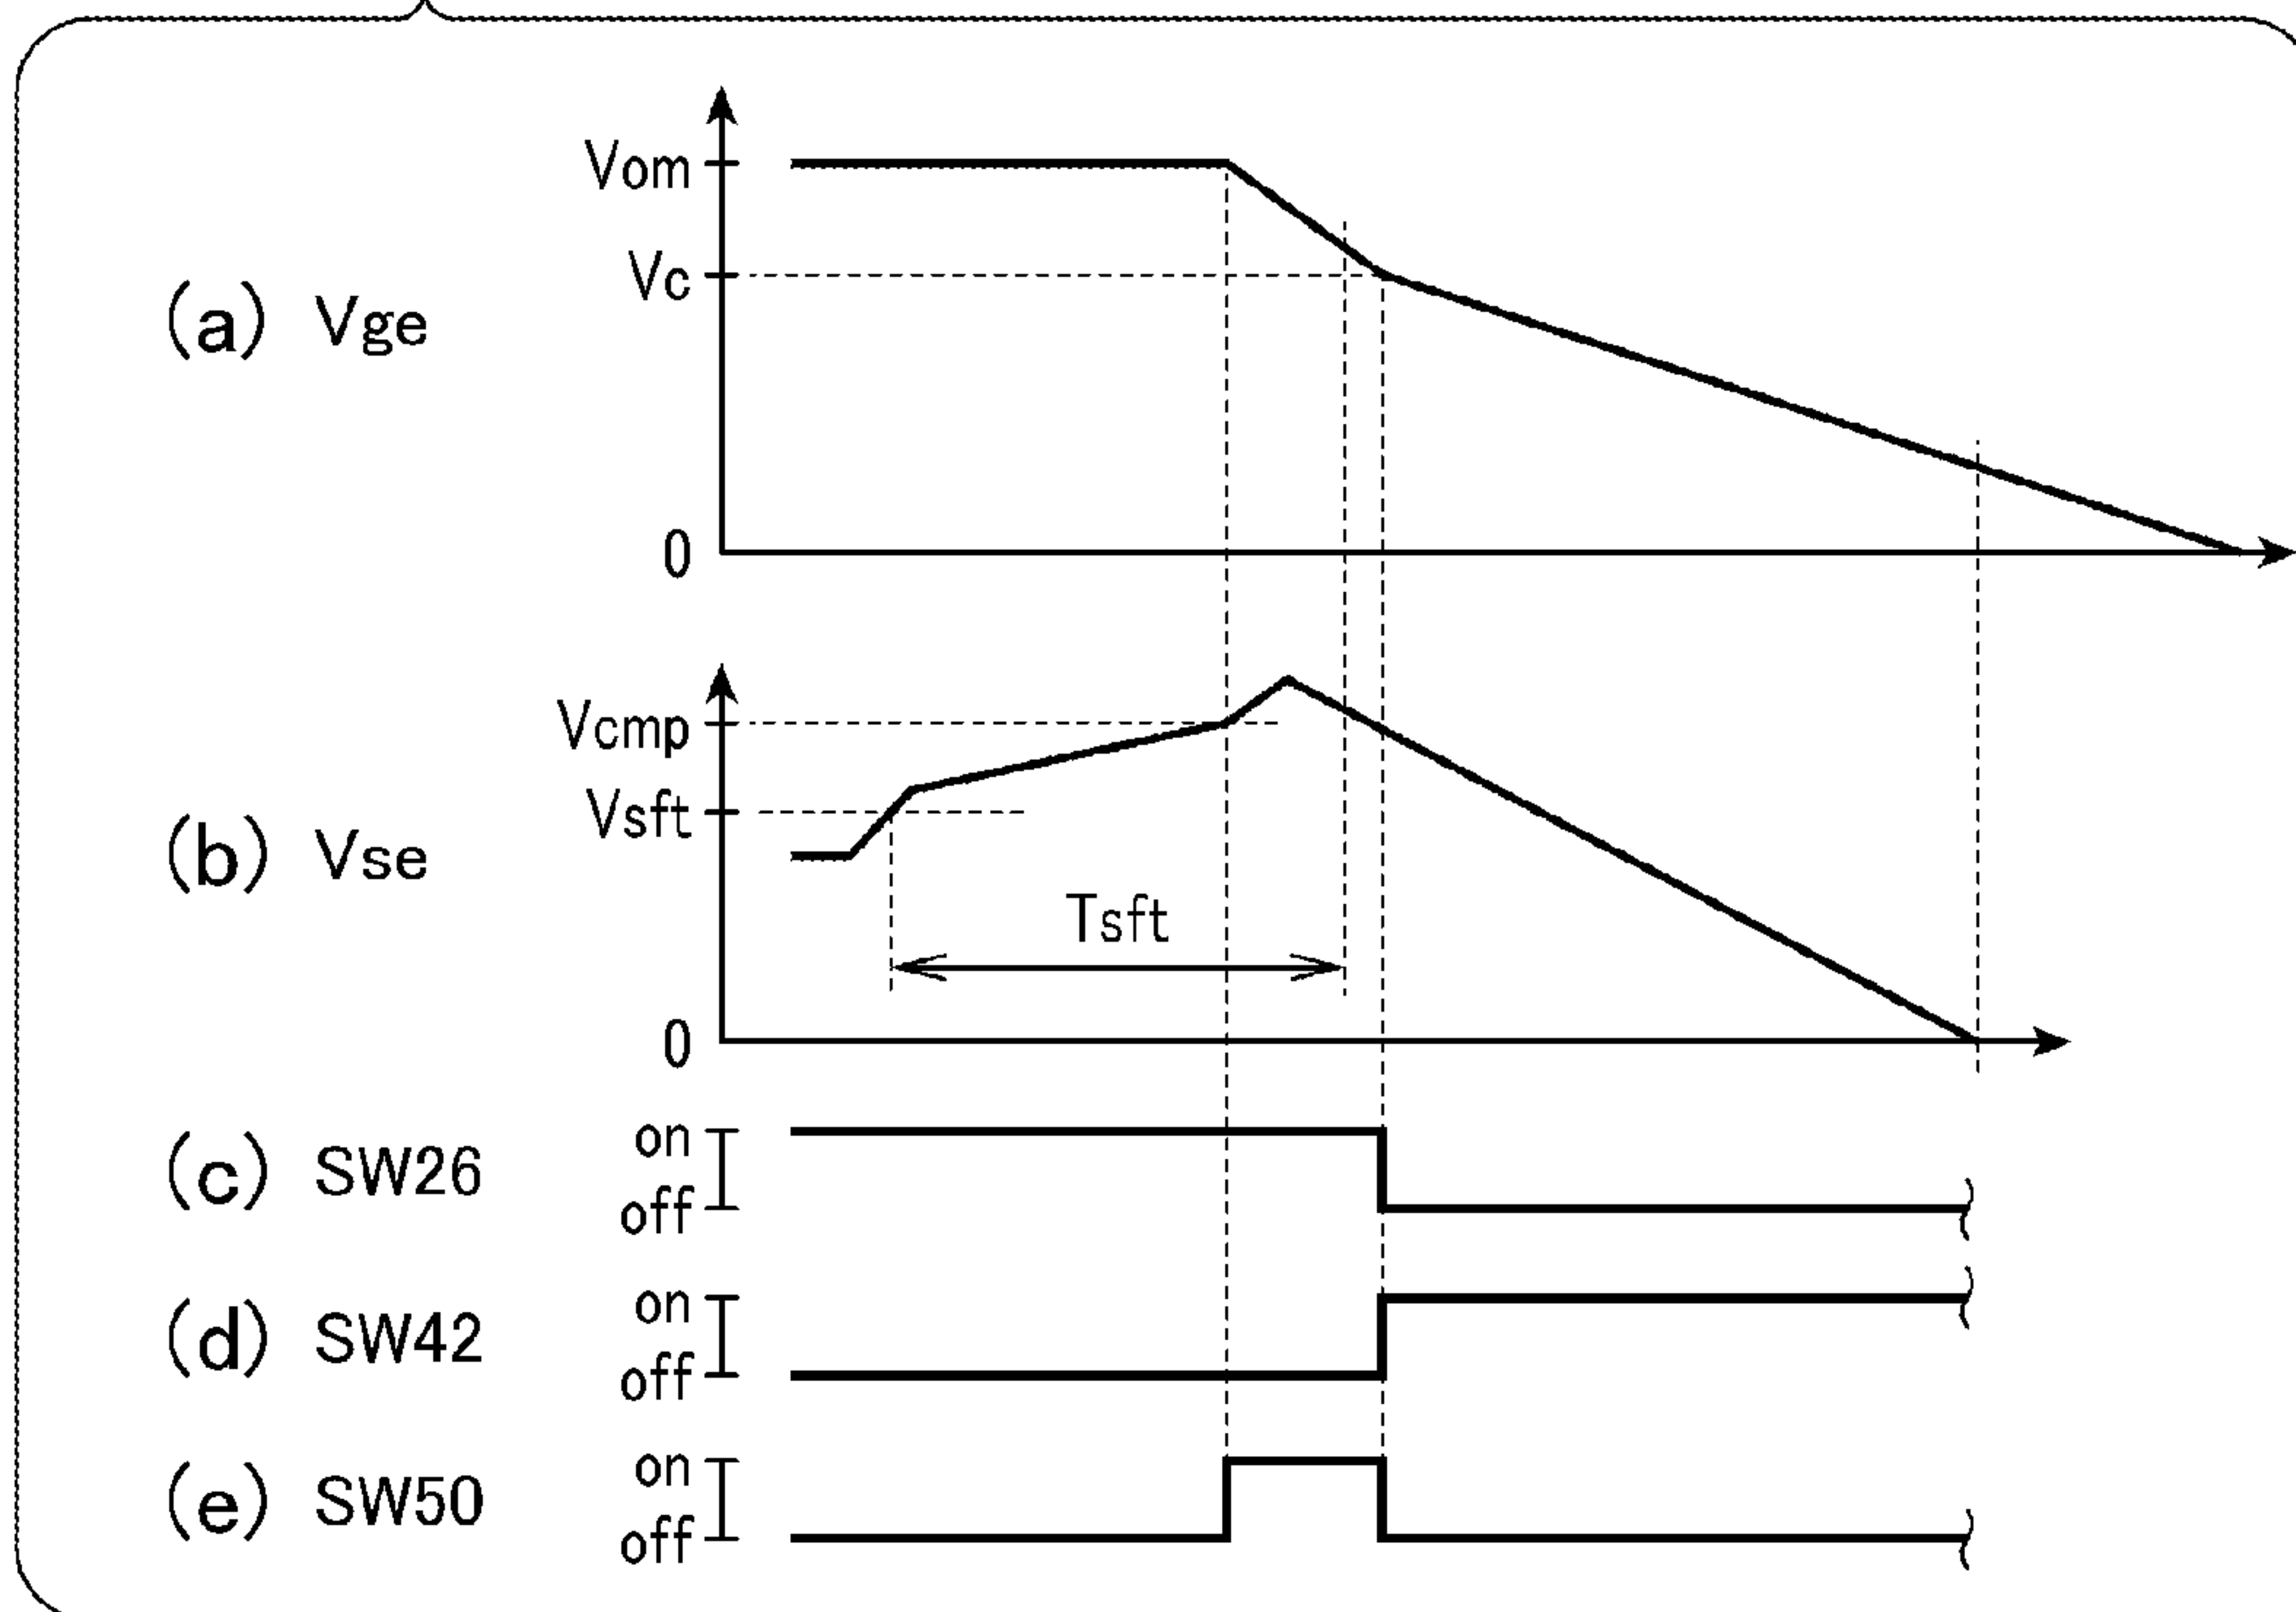 Vom
Vc
(a) Vge
0
Vcmp
Vsft
(b) Vse
Tsft
0
on
(c) SW26
off
on
(d) SW42
off
on
(e) SW50
off